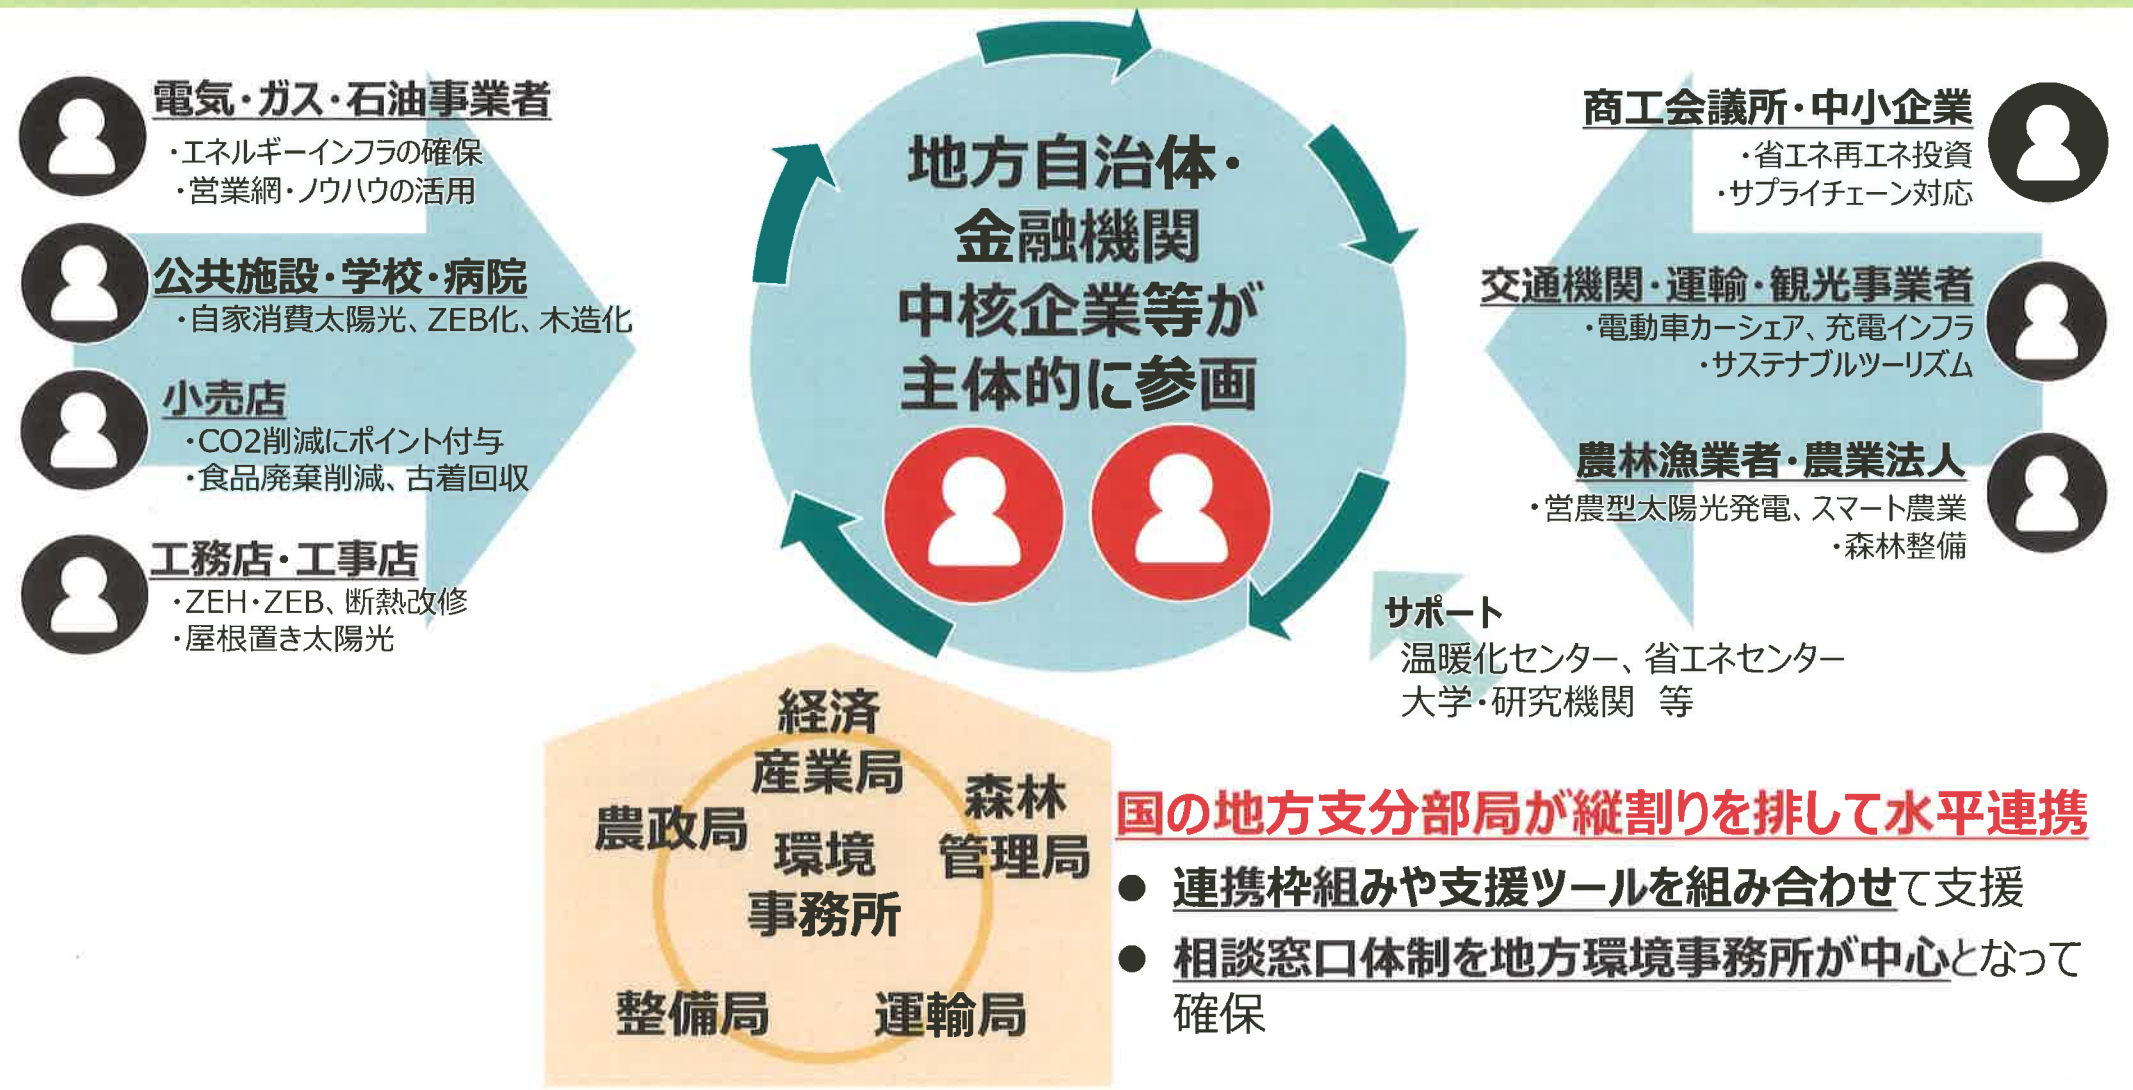 電気・ガス・石油事業者
・エネルギーインフラの確保
・営業網・ノウハウの活用
公共施設・学校・病院
・自家消費太陽光、ZEB化、木造化
小売店
・CO2削減にポイント付与
・食品廃棄削減、古着回収
工務店・工事店
・ZEH・ZEB、断熱改修
・屋根置き太陽光
地方自治体・
金融機関
中核企業等が
主体的に参画
商工会議所・中小企業
・省エネ再エネ投資
・サプライチェーン対応
交通機関・運輸・観光事業者
・電動車カーシェア、充電インフラ
・サステナブルツーリズム
農林漁業者・農業法人
・営農型太陽光発電、スマート農業
・森林整備
サポート
温暖化センター、省エネセンター
大学・研究機関 等
経済
産業局
農政局
森林
管理局
環境
事務所
整備局
運輸局
国の地方支分部局が縦割りを排して水平連携
● 連携枠組みや支援ツールを組み合わせて支援
● 相談窓口体制を地方環境事務所が中心となって
確保